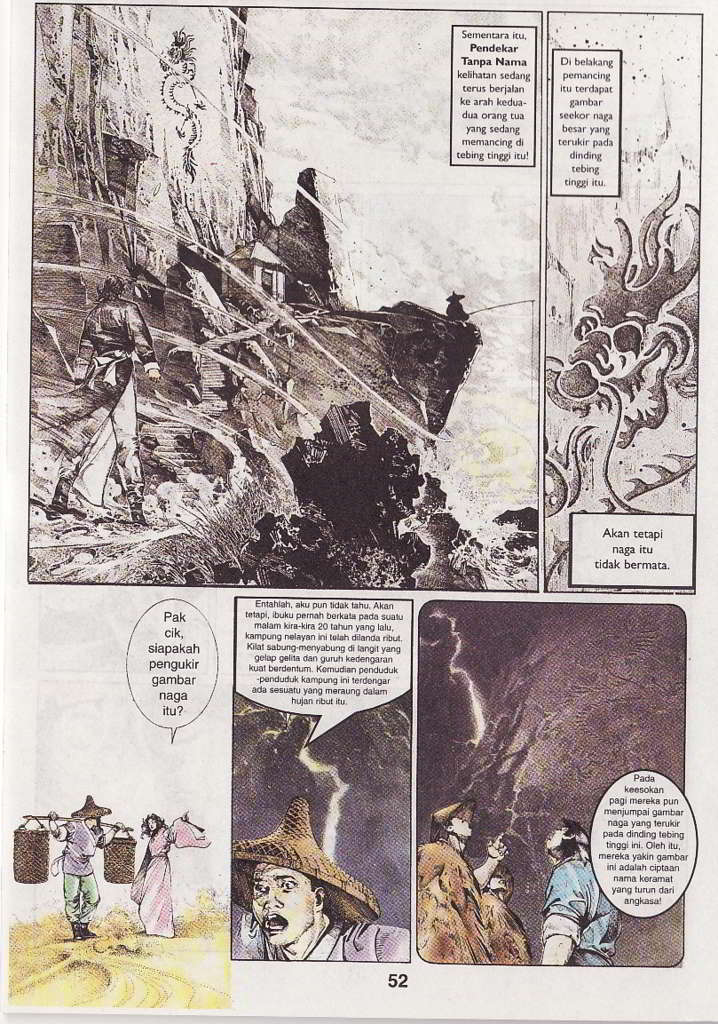 Sementara itu,
Pendekar
Tanpa Nama
kelihatan sedang
terus berjalan
ke arah kedua-
dua orang tua
yang sedang
memancing di
tebing tinggi itu!
Di belakang
pemancing
itu terdapat
gambar
seekor naga
besar yang
terukir pada
dinding
tebing
tinggi itu.
Akan tetapi
naga itu
tidak bermata.
Pak
cik,
siapakah
pengukir
gambar
naga
itu?
Entahlah, aku pun tidak tahu. Akan
tetapi, ibuku pernah berkata pada suatu
malam kira-kira 20 tahun yang lalu,
kampung nelayan ini telah dilanda ribut.
Kilat sabung-menyabung di langit yang
gelap gelita dan guruh kedengaran
kuat berdentum. Kemudian penduduk
-penduduk kampung ini terdengar
ada sesuatu yang meraung dalam
hujan ribut itu.
Pada
keesokan
pagi mereka pun
menjumpai gambar
naga yang terukir
pada dinding tebing
tinggi ini. Oleh itu,
mereka yakin gambar
ini adalah ciptaan
nama keramat
yang turun dari
angkasa!
52